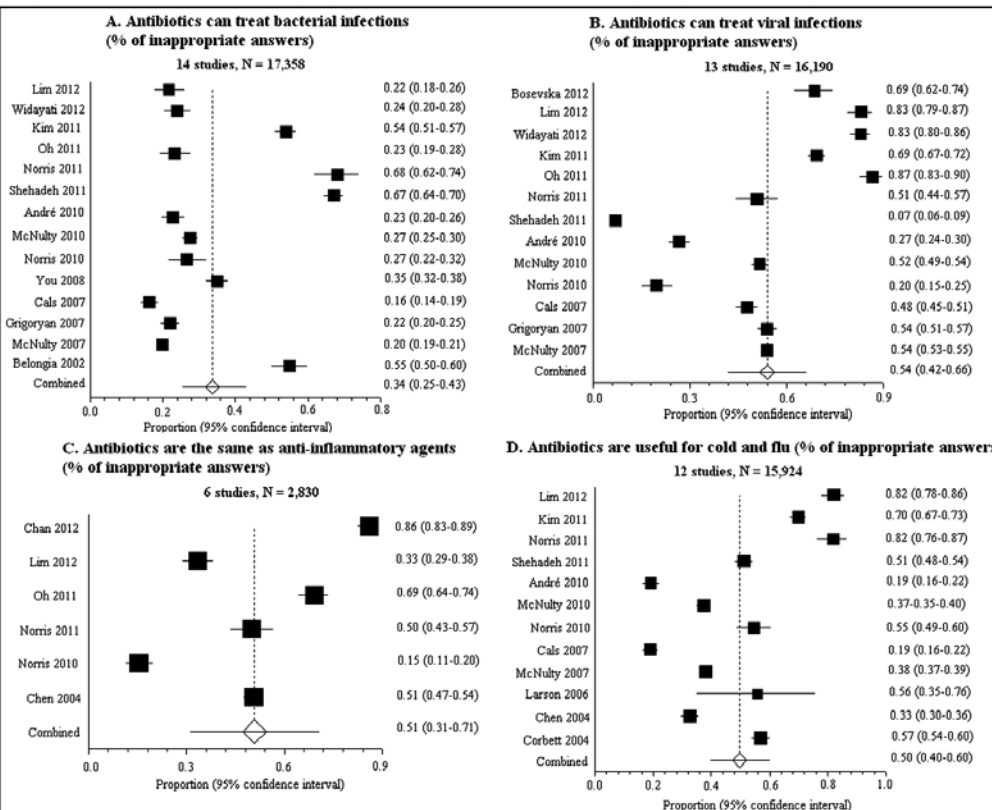 A. Antibiotics can treat bacterial infections
(% of inappropriate answers)
14 studies, N = 17,358
Lim 2012 0.22 (0.18-0.26)
Widayati 2012 0.24 (0.20-0.28)
Kim 2011 0.54 (0.51-0.57)
Oh 2011 0.23 (0.19-0.28)
Norris 2011 0.68 (0.62-0.74)
Shehadeh 2011 0.67 (0.64-0.70)
André 2010 0.23 (0.20-0.26)
McNulty 2010 0.27 (0.25-0.30)
Norris 2010 0.27 (0.22-0.32)
You 2008 0.35 (0.32-0.38)
Cals 2007 0.16 (0.14-0.19)
Grigoryan 2007 0.22 (0.20-0.25)
McNulty 2007 0.20 (0.19-0.21)
Belongia 2002 0.55 (0.50-0.60)
Combined 0.34 (0.25-0.43)
0.0 0.2 0.4 0.6 0.8
Proportion (95% confidence interval)
B. Antibiotics can treat viral infections
(% of inappropriate answers)
13 studies, N = 16,190
Bosevska 2012 0.69 (0.62-0.74)
Lim 2012 0.83 (0.79-0.87)
Widayati 2012 0.83 (0.80-0.86)
Kim 2011 0.69 (0.67-0.72)
Oh 2011 0.87 (0.83-0.90)
Norris 2011 0.51 (0.44-0.57)
Shehadeh 2011 0.07 (0.06-0.09)
André 2010 0.27 (0.24-0.30)
McNulty 2010 0.52 (0.49-0.54)
Norris 2010 0.20 (0.15-0.25)
Cals 2007 0.48 (0.45-0.51)
Grigoryan 2007 0.54 (0.51-0.57)
McNulty 2007 0.54 (0.53-0.55)
Combined 0.54 (0.42-0.66)
0.0 0.3 0.6 0.9
Proportion (95% confidence interval)
C. Antibiotics are the same as anti-inflammatory agents
(% of inappropriate answers)
6 studies, N = 2,830
Chan 2012 0.86 (0.83-0.89)
Lim 2012 0.33 (0.29-0.38)
Oh 2011 0.69 (0.64-0.74)
Norris 2011 0.50 (0.43-0.57)
Norris 2010 0.15 (0.11-0.20)
Chen 2004 0.51 (0.47-0.54)
Combined 0.51 (0.31-0.71)
0.0 0.3 0.6 0.9
Proportion (95% confidence interval)
D. Antibiotics are useful for cold and flu (% of inappropriate answer
12 studies, N = 15,924
Lim 2012 0.82 (0.78-0.86)
Kim 2011 0.70 (0.67-0.73)
Norris 2011 0.82 (0.76-0.87)
Shehadeh 2011 0.51 (0.48-0.54)
André 2010 0.19 (0.16-0.22)
McNulty 2010 0.37-0.35-0.40)
Norris 2010 0.55 (0.49-0.60)
Cals 2007 0.19 (0.16-0.22)
McNulty 2007 0.38 (0.37-0.39)
Larson 2006 0.56 (0.35-0.76)
Chen 2004 0.33 (0.30-0.36)
Corbett 2004 0.57 (0.54-0.60)
Combined 0.50 (0.40-0.60)
0.0 0.2 0.4 0.6 0.8 1.0
Proportion (95% confidence interval)